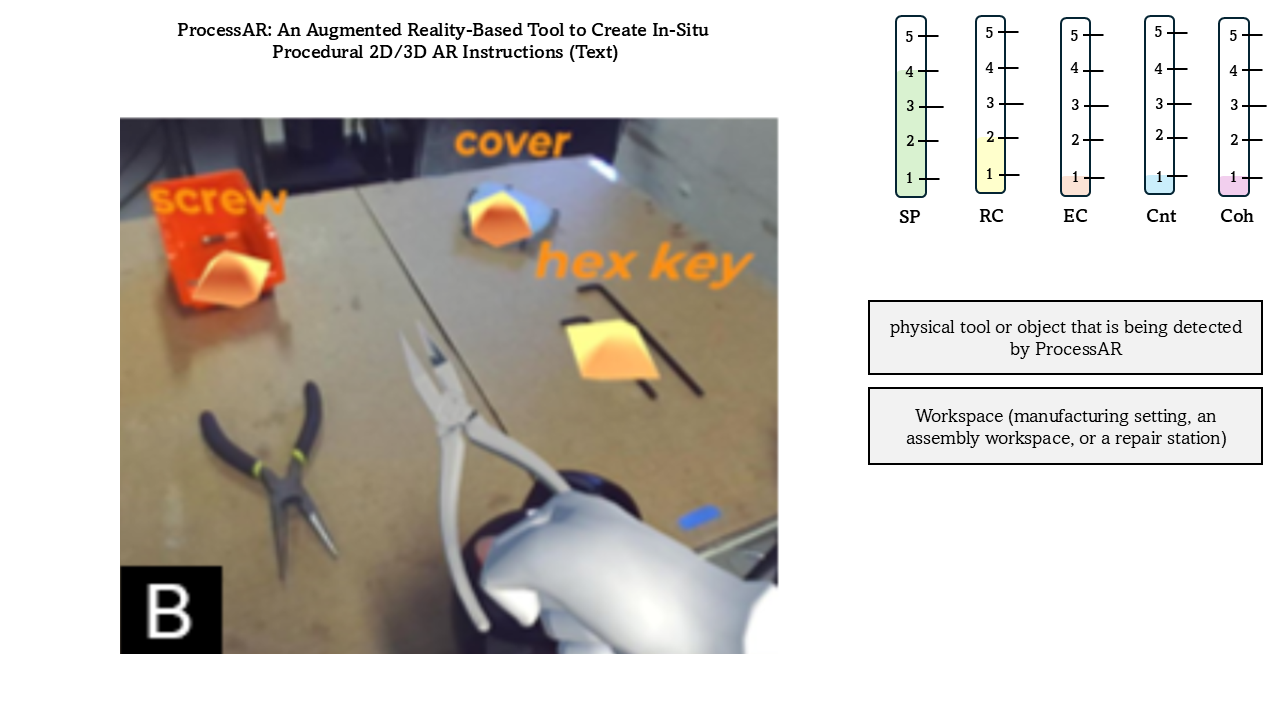 ProcessAR: An Augmented Reality-Based Tool to Create In-Situ
Procedural 2D/3D AR Instructions (Text)
cover
screw
hex key
B
5
4
3
2
1
SP
5
4
3
2
1
RC
5
4
3
2
1
EC
5
4
3
2
1
Cnt
5
4
3
2
1
Coh
physical tool or object that is being detected
by ProcessAR
Workspace (manufacturing setting, an
assembly workspace, or a repair station)